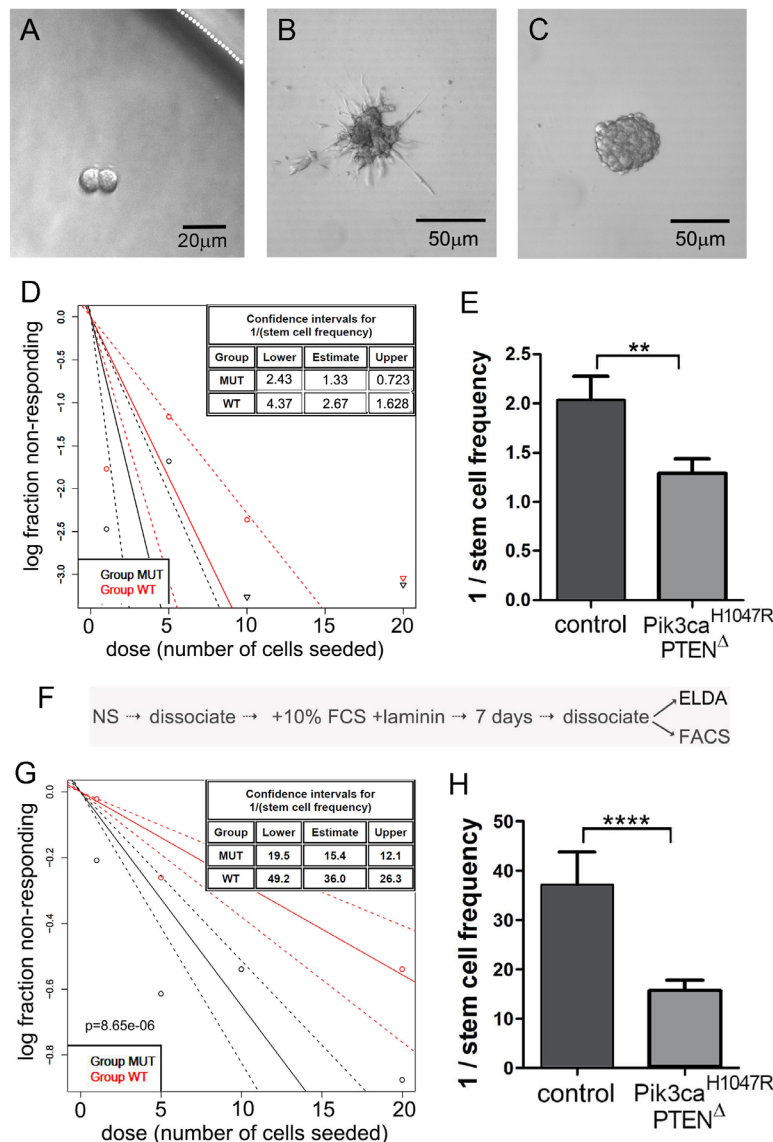 A
20μm
B
50μm
C
50μm
D
log fraction non-responding
0.0
-0.5
-1.0
-1.5
-2.0
-2.5
-3.0
Confidence intervals for
1/(stem cell frequency)
Group Lower Estimate Upper
MUT 2.43 1.33 0.723
WT 4.37 2.67 1.628
Group MUT
Group WT
0 5 10 15 20
dose (number of cells seeded)
E
1 / stem cell frequency
2.5
2.0
1.5
1.0
0.5
0.0
**
control
Pik3ca H1047R
PTEN Δ
F
NS ⇢ dissociate ⇢ +10% FCS +laminin ⇢ 7 days ⇢ dissociate
ELDA
FACS
G
log fraction non-responding
0.0
-0.2
-0.4
-0.6
-0.8
Confidence intervals for
1/(stem cell frequency)
Group Lower Estimate Upper
MUT 19.5 15.4 12.1
WT 49.2 36.0 26.3
p=8.65e-06
Group MUT
Group WT
0 5 10 15 20
dose (number of cells seeded)
H
1 / stem cell frequency
50
40
30
20
10
0
****
control
Pik3ca H1047R
PTEN Δ